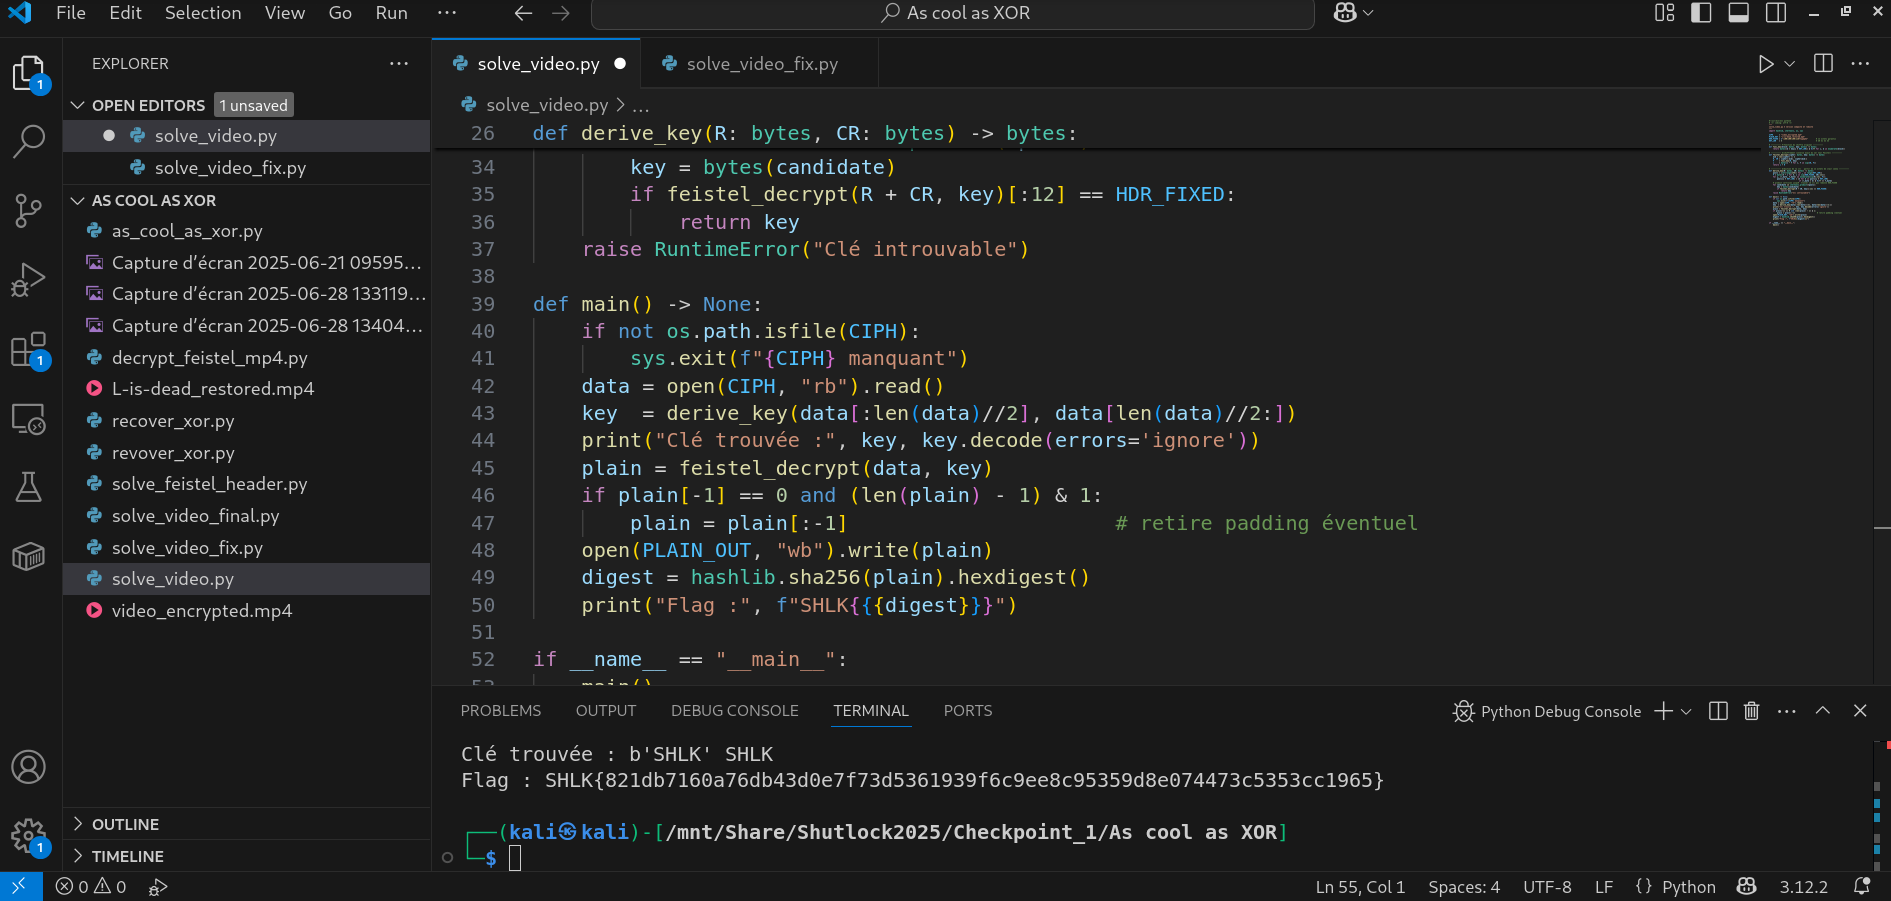 File Edit Selection View Go Run ··· As cool as XOR
EXPLORER ···
OPEN EDITORS 1 unsaved
solve_video.py
solve_video_fix.py
AS COOL AS XOR
as_cool_as_xor.py
Capture d’écran 2025-06-21 09595...
Capture d’écran 2025-06-28 133119...
Capture d’écran 2025-06-28 13404...
decrypt_feistel_mp4.py
L-is-dead_restored.mp4
recover_xor.py
revover_xor.py
solve_feistel_header.py
solve_video_final.py
solve_video_fix.py
solve_video.py
video_encrypted.mp4
OUTLINE
TIMELINE
1
1
1
solve_video.py solve_video_fix.py
solve_video.py > ...
26 def derive_key(R: bytes, CR: bytes) -> bytes:
34 key = bytes(candidate)
35 if feistel_decrypt(R + CR, key)[:12] == HDR_FIXED:
36 return key
37 raise RuntimeError("Clé introuvable")
38
39 def main() -> None:
40 if not os.path.isfile(CIPH):
41 sys.exit(f"{CIPH} manquant")
42 data = open(CIPH, "rb").read()
43 key  = derive_key(data[:len(data)//2], data[len(data)//2:])
44 print("Clé trouvée :", key, key.decode(errors='ignore'))
45 plain = feistel_decrypt(data, key)
46 if plain[-1] == 0 and (len(plain) - 1) & 1:
47 plain = plain[:-1] # retire padding éventuel
48 open(PLAIN_OUT, "wb").write(plain)
49 digest = hashlib.sha256(plain).hexdigest()
50 print("Flag :", f"SHLK{{{digest}}}")
51
52 if __name__ == "__main__":
53 main()
PROBLEMS OUTPUT DEBUG CONSOLE TERMINAL PORTS Python Debug Console
Clé trouvée : b'SHLK' SHLK
Flag : SHLK{821db7160a76db43d0e7f73d5361939f6c9ee8c95359d8e074473c5353cc1965}
┌──(kali㉿kali)-[/mnt/Share/Shutlock2025/Checkpoint_1/As cool as XOR]
└─$
0 0 Ln 55, Col 1 Spaces: 4 UTF-8 LF {} Python 3.12.2